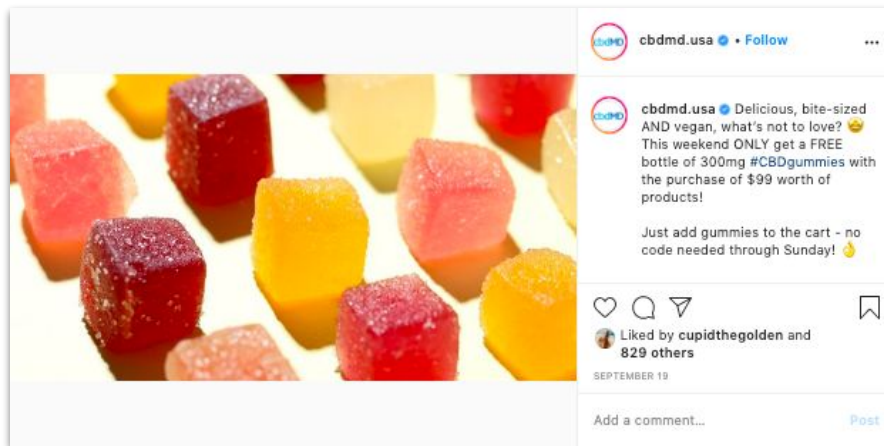 cbdMD
cbdmd.usa • Follow
cbdMD
cbdmd.usa Delicious, bite-sized
AND vegan, what's not to love? 🤩
This weekend ONLY get a FREE
bottle of 300mg #CBDgummies with
the purchase of $99 worth of
products!
Just add gummies to the cart - no
code needed through Sunday! 👌
Liked by cupidthegolden and
829 others
SEPTEMBER 19
Add a comment...
Post